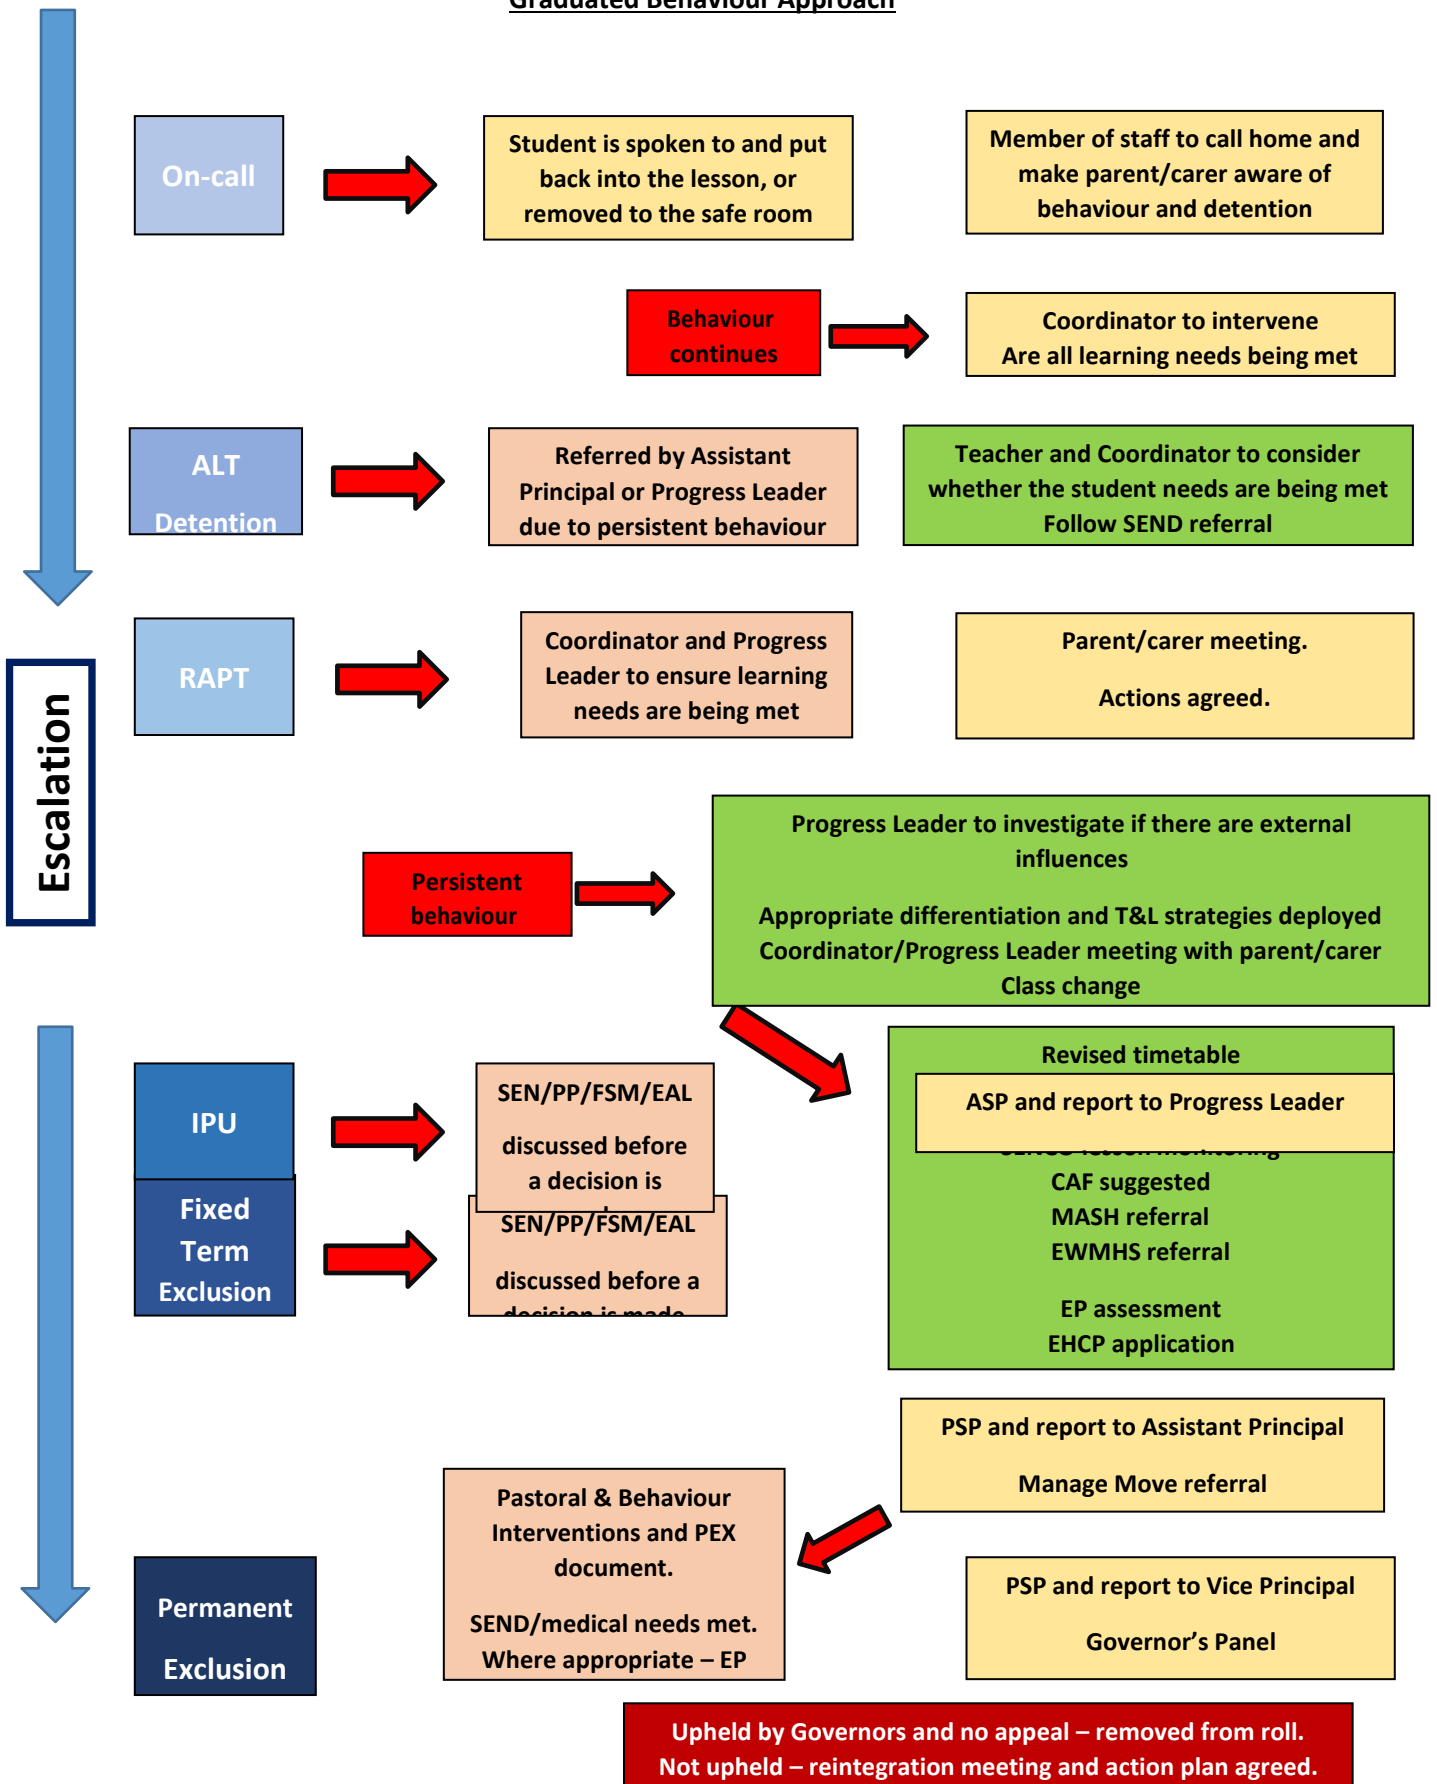 Graduated Behaviour Approach
On-call
Student is spoken to and put
back into the lesson, or
removed to the safe room
Member of staff to call home and
make parent/carer aware of
behaviour and detention
Behaviour
continues
Coordinator to intervene
Are all learning needs being met
ALT
Detention
Referred by Assistant
Principal or Progress Leader
due to persistent behaviour
Teacher and Coordinator to consider
whether the student needs are being met
Follow SEND referral
Escalation
RAPT
Coordinator and Progress
Leader to ensure learning
needs are being met
Parent/carer meeting.
Actions agreed.
Persistent
behaviour
Progress Leader to investigate if there are external
influences
Appropriate differentiation and T&L strategies deployed
Coordinator/Progress Leader meeting with parent/carer
Class change
IPU
SEN/PP/FSM/EAL
discussed before
a decision is
Revised timetable
ASP and report to Progress Leader
SENCO lesson monitoring
CAF suggested
MASH referral
EWMHS referral
EP assessment
EHCP application
Fixed
Term
Exclusion
SEN/PP/FSM/EAL
discussed before a
decision is made.
PSP and report to Assistant Principal
Manage Move referral
Pastoral & Behaviour
Interventions and PEX
document.
SEND/medical needs met.
Where appropriate – EP
Permanent
Exclusion
PSP and report to Vice Principal
Governor’s Panel
Upheld by Governors and no appeal – removed from roll.
Not upheld – reintegration meeting and action plan agreed.